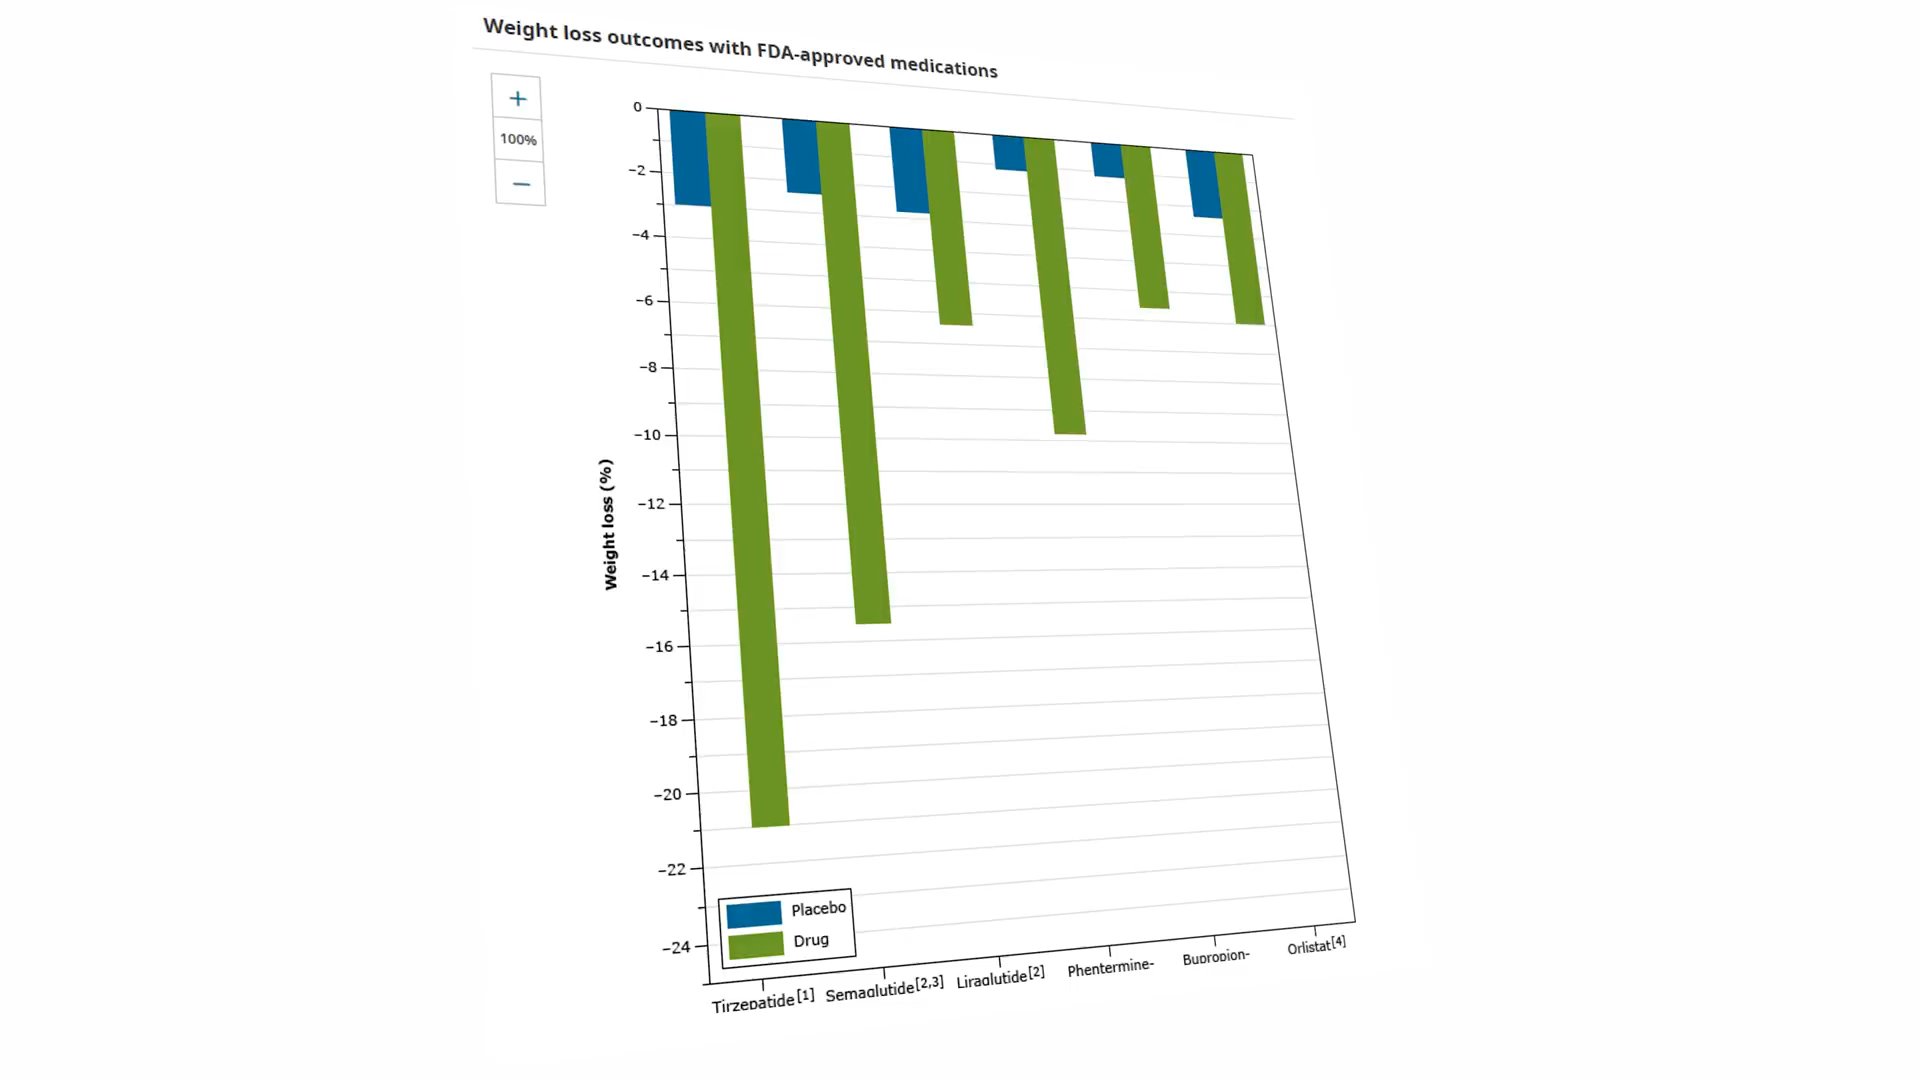 Weight loss outcomes with FDA-approved medications
+
100%
−
0
−2
−4
−6
−8
−10
−12
−14
−16
−18
−20
−22
−24
Weight loss (%)
Placebo
Drug
Tirzepatide[1]
Semaglutide[2,3]
Liraglutide[2]
Phentermine-
Bupropion-
Orlistat[4]